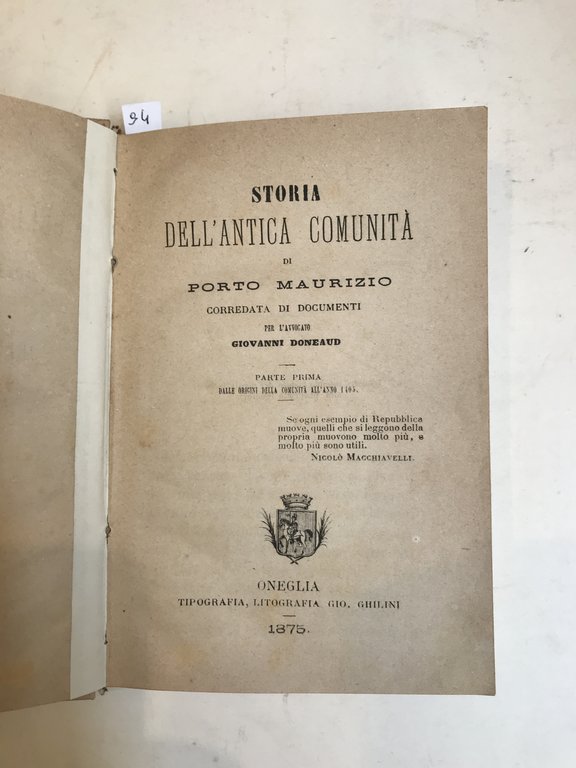 94
STORIA
DELL'ANTICA COMUNITÀ
DI
PORTO MAURIZIO
CORREDATA DI DOCUMENTI
PER L'AVVOCATO
GIOVANNI DONEAUD
PARTE PRIMA
DALLE ORIGINI DELLA COMUNITÀ ALL'ANNO 1405.
Se ogni esempio di Repubblica
muove, quelli che si leggono della
propria muovono molto più, e
molto più sono utili.
NICOLÒ MACCHIAVELLI.
ONEGLIA
TIPOGRAFIA, LITOGRAFIA GIO. GHILINI
1875.